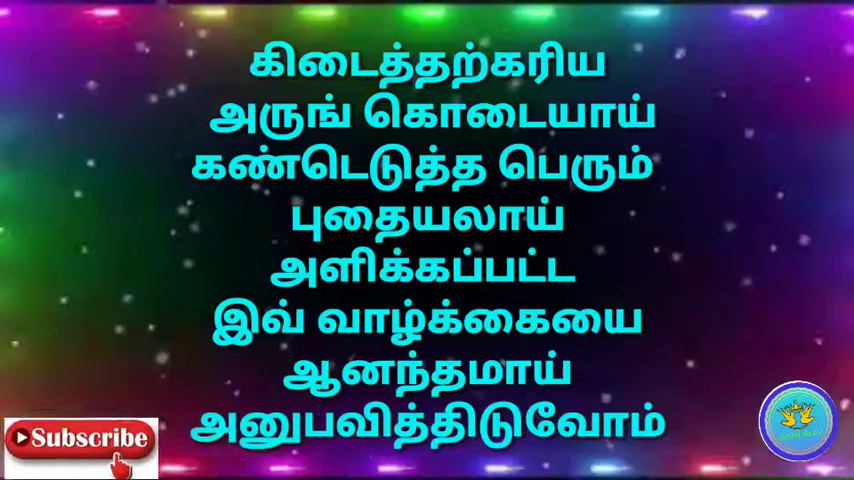 கிடைத்தற்கரிய
அருங் கொடையாய்
கண்டெடுத்த பெரும்
புதையலாய்
அளிக்கப்பட்ட
இவ் வாழ்க்கையை
ஆனந்தமாய்
அனுபவித்திடுவோம்
Subscribe